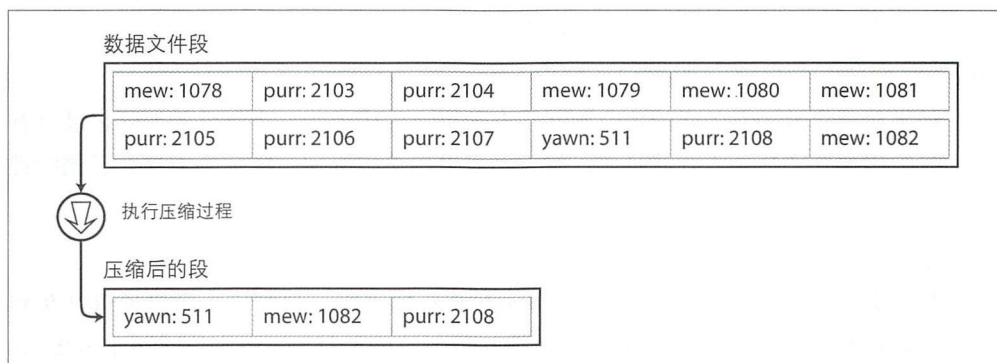 数据文件段
mew: 1078 purr: 2103 purr: 2104 mew: 1079 mew: 1080 mew: 1081
purr: 2105 purr: 2106 purr: 2107 yawn: 511 purr: 2108 mew: 1082
执行压缩过程
压缩后的段
yawn: 511 mew: 1082 purr: 2108